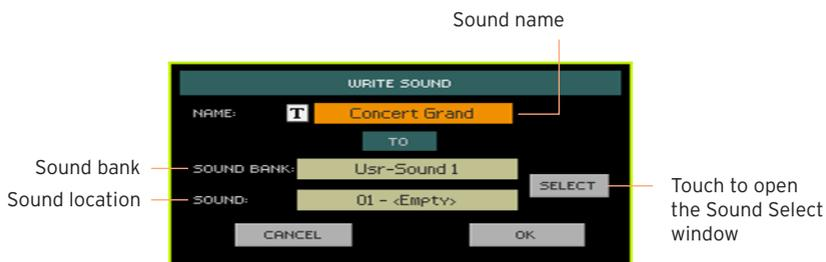 Sound name
WRITE SOUND
NAME: T Concert Grand
TO
Sound bank
SOUND BANK: Usr-Sound 1
SELECT
Sound location
SOUND: 01 - <Empty>
Touch to open
the Sound Select
window
CANCEL OK